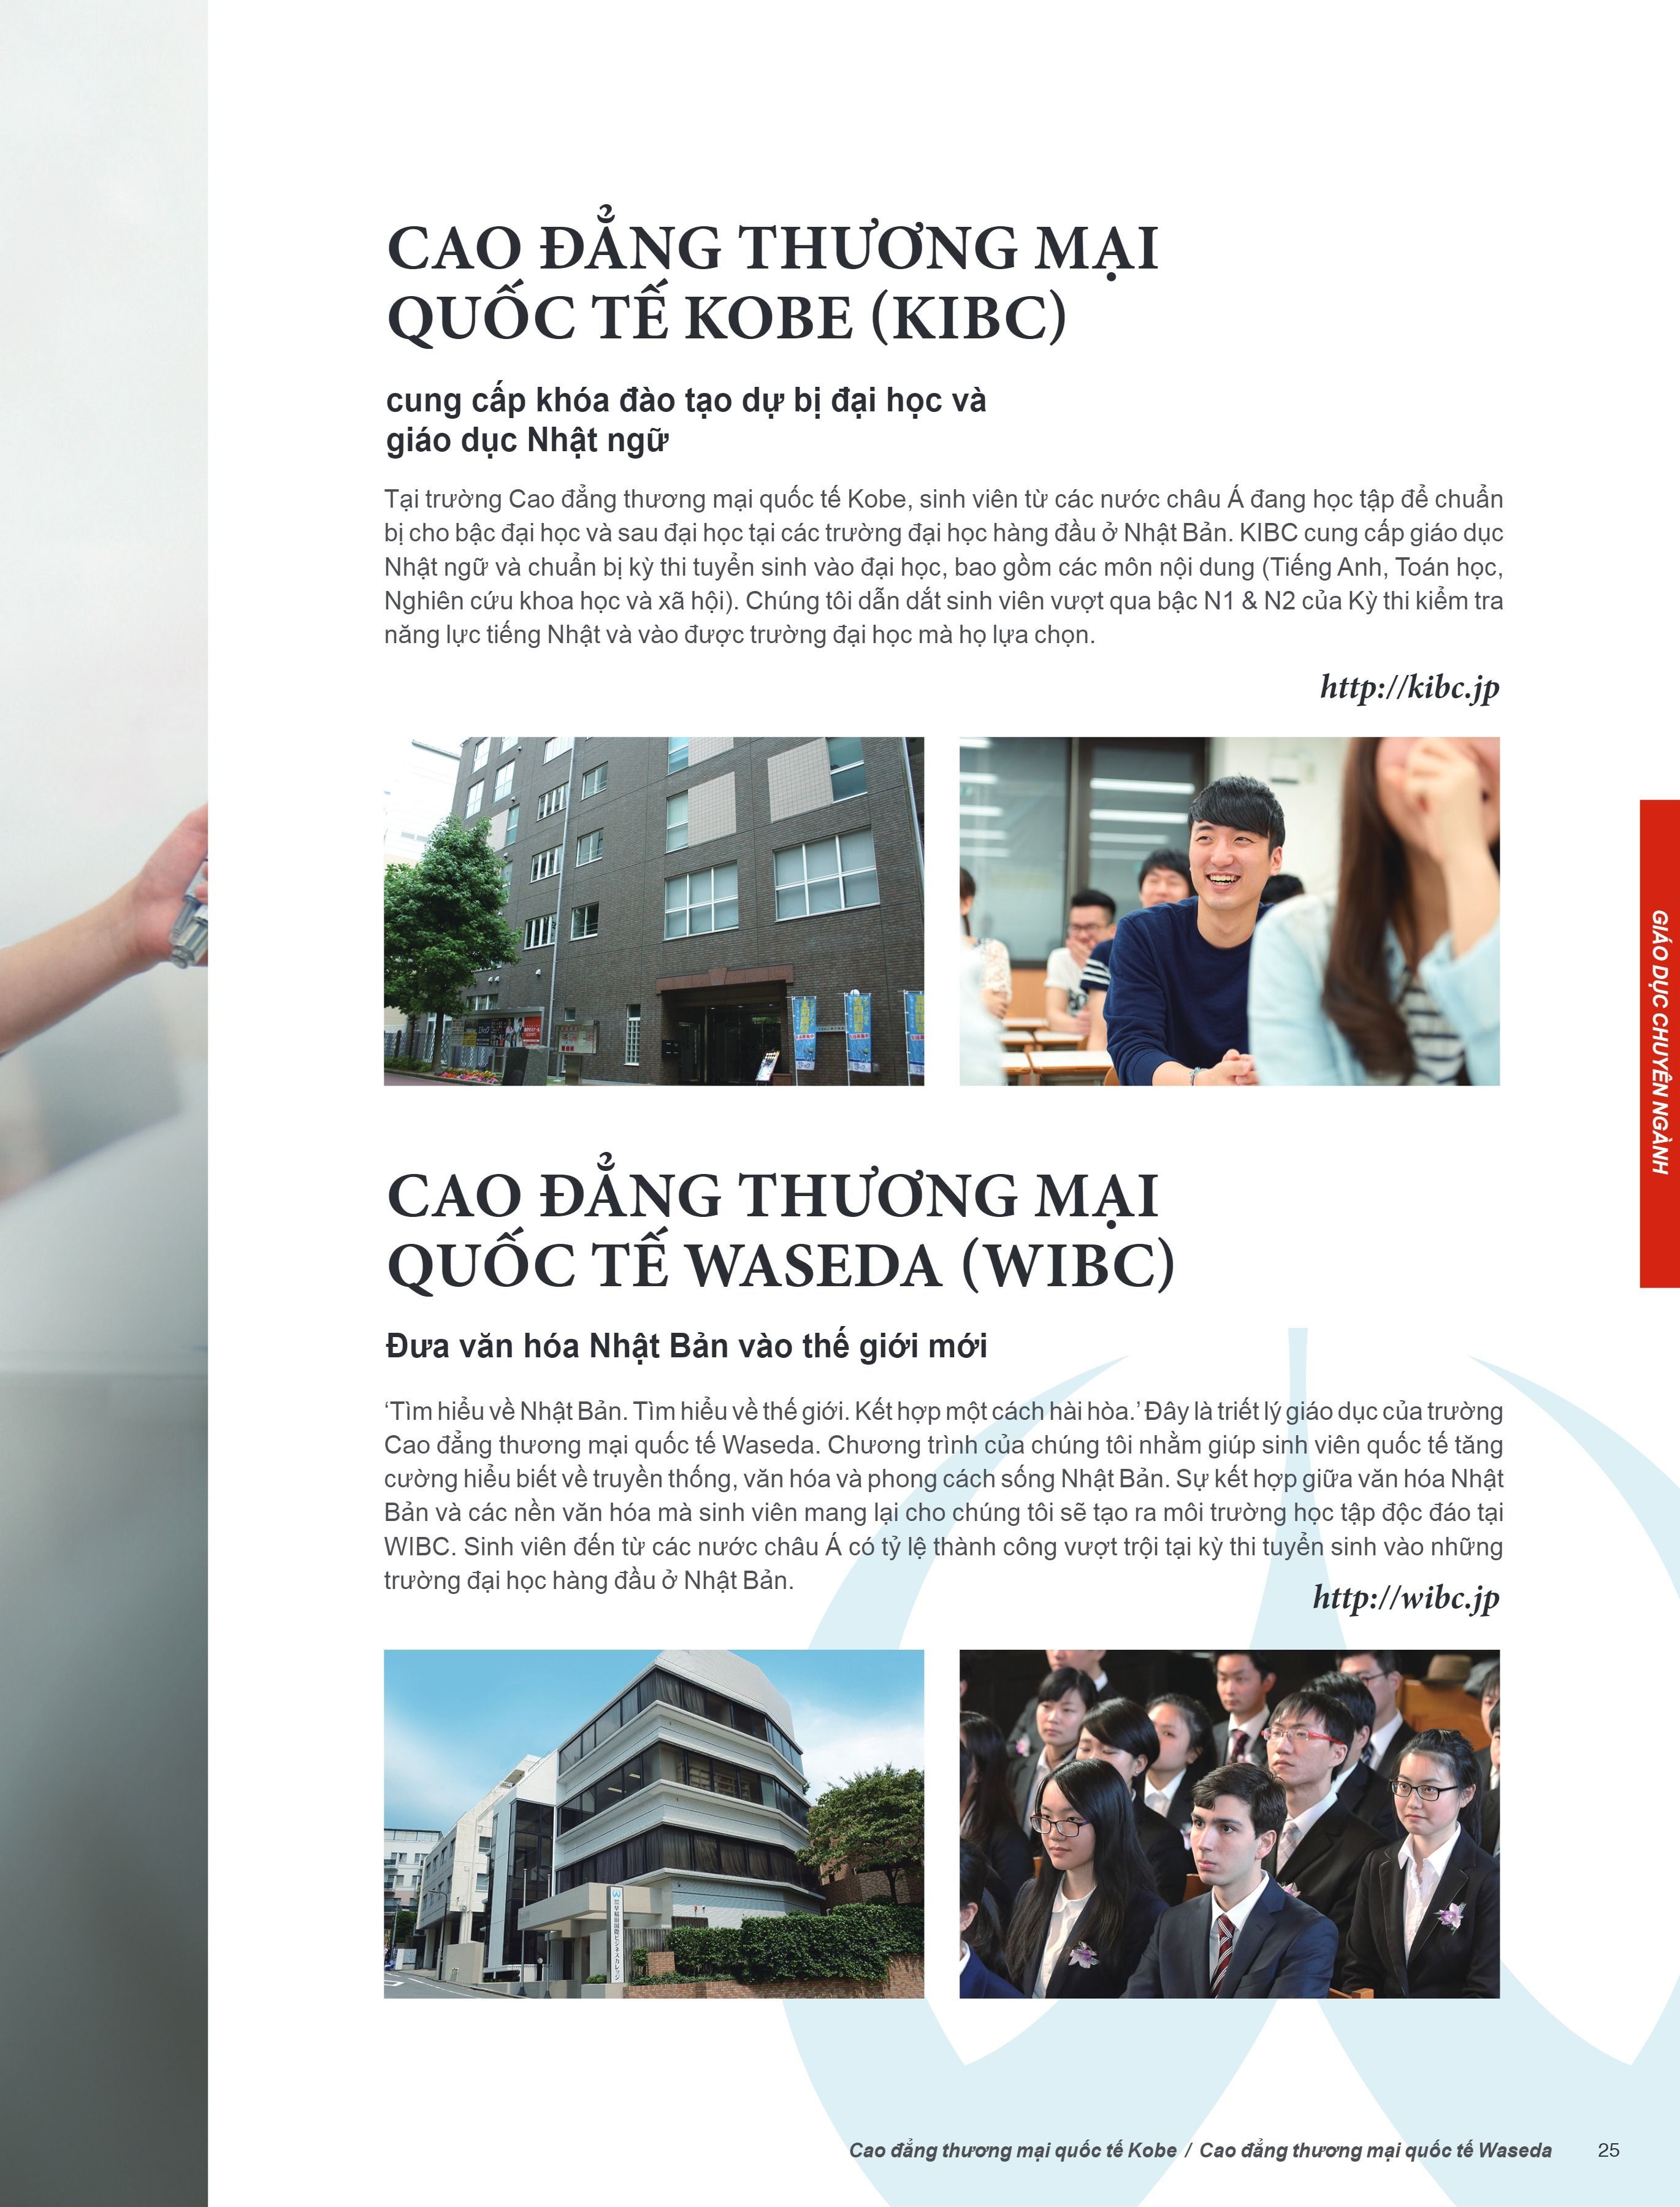 CAO ĐẲNG THƯƠNG MẠI
QUỐC TẾ KOBE (KIBC)
cung cấp khóa đào tạo dự bị đại học và
giáo dục Nhật ngữ
Tại trường Cao đẳng thương mại quốc tế Kobe, sinh viên từ các nước châu Á đang học tập để chuẩn
bị cho bậc đại học và sau đại học tại các trường đại học hàng đầu ở Nhật Bản. KIBC cung cấp giáo dục
Nhật ngữ và chuẩn bị kỳ thi tuyển sinh vào đại học, bao gồm các môn nội dung (Tiếng Anh, Toán học,
Nghiên cứu khoa học và xã hội). Chúng tôi dẫn dắt sinh viên vượt qua bậc N1 & N2 của Kỳ thi kiểm tra
năng lực tiếng Nhật và vào được trường đại học mà họ lựa chọn.
http://kibc.jp
GIÁO DỤC CHUYÊN NGÀNH
CAO ĐẲNG THƯƠNG MẠI
QUỐC TẾ WASEDA (WIBC)
Đưa văn hóa Nhật Bản vào thế giới mới
‘Tìm hiểu về Nhật Bản. Tìm hiểu về thế giới. Kết hợp một cách hài hòa.’ Đây là triết lý giáo dục của trường
Cao đẳng thương mại quốc tế Waseda. Chương trình của chúng tôi nhằm giúp sinh viên quốc tế tăng
cường hiểu biết về truyền thống, văn hóa và phong cách sống Nhật Bản. Sự kết hợp giữa văn hóa Nhật
Bản và các nền văn hóa mà sinh viên mang lại cho chúng tôi sẽ tạo ra môi trường học tập độc đáo tại
WIBC. Sinh viên đến từ các nước châu Á có tỷ lệ thành công vượt trội tại kỳ thi tuyển sinh vào những
trường đại học hàng đầu ở Nhật Bản.
http://wibc.jp
早稲田国際ビジネスカレッジ
Cao đẳng thương mại quốc tế Kobe / Cao đẳng thương mại quốc tế Waseda 25